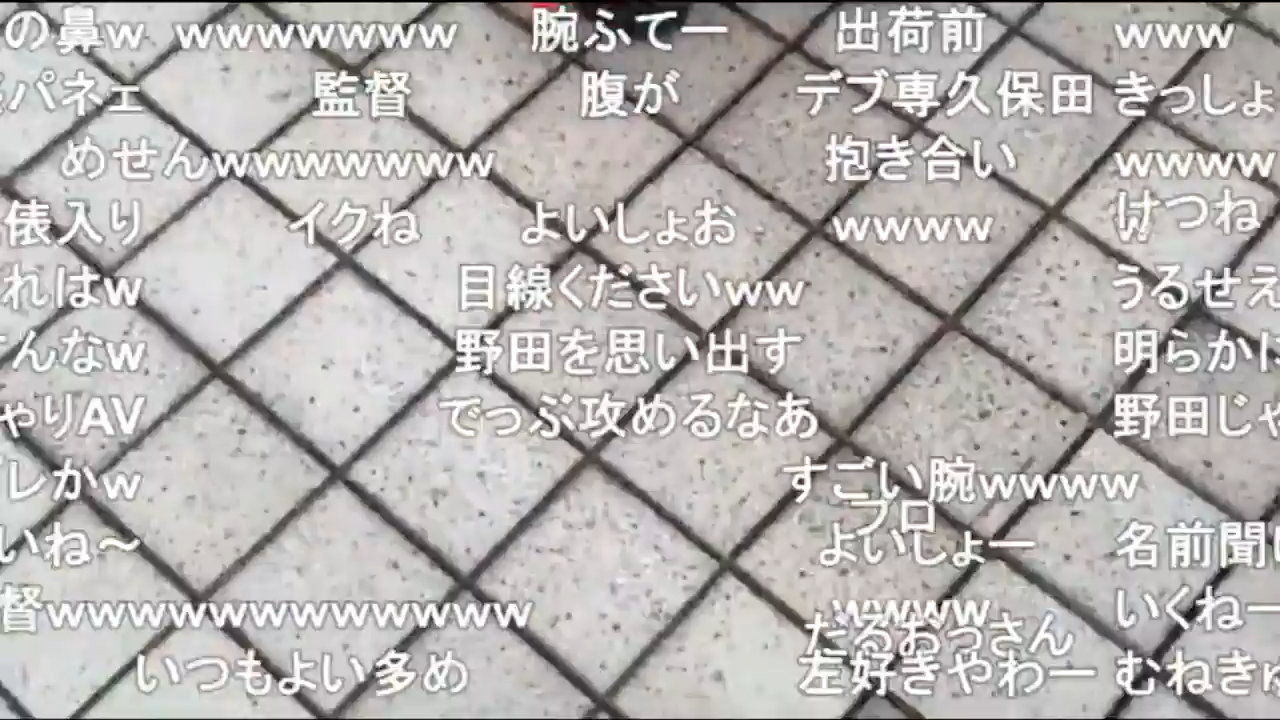 の鼻w wwwwwwww 腕ふてー 出荷前 www
パネェ 監督 腹が デブ専久保田 きっしょ
めせんwwwwwwww 抱き合い wwww
俵入り イクね よいしょお wwww けつね
れはw 目線くださいww うるせえ
んなw 野田を思い出す 明らかに
ゃりAV でっぶ攻めるなあ 野田じゃ
レかw すごい腕wwww
プロ
いね～ よいしょー 名前聞
督wwwwwwwwwwwww wwww いくねー
だるおっさん
いつもよい多め 左好きやわー むねき